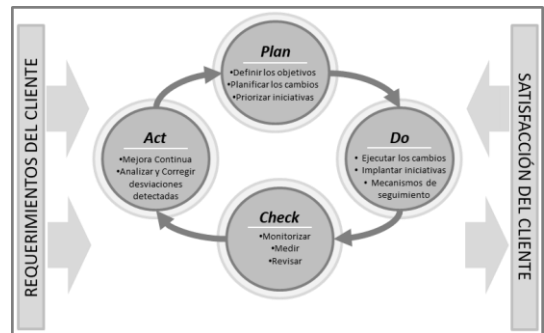 REQUERIMIENTOS DEL CLIENTE
Plan
•Definir los objetivos
•Planificar los cambios
•Priorizar iniciativas
Act
•Mejora Continua
•Analizar y Corregir
desviaciones
detectadas
Do
• Ejecutar los cambios
• Implantar iniciativas
• Mecanismos de
seguimiento
Check
•Monitorizar
•Medir
•Revisar
SATISFACCIÓN DEL CLIENTE